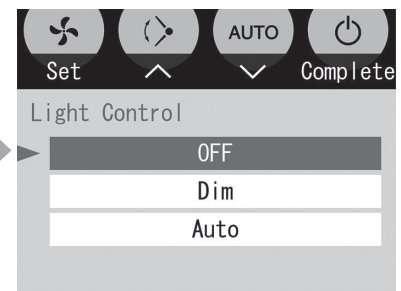 AUTO
Set Complete
Light Control
OFF
Dim
Auto